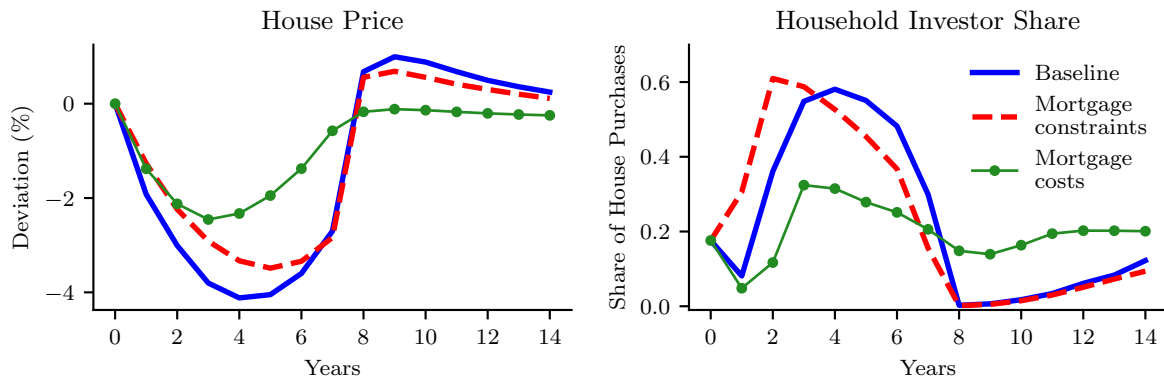 House Price
Deviation (%)
0
−2
−4
0 2 4 6 8 10 12 14
Years
Household Investor Share
Share of House Purchases
0.6
0.4
0.2
0.0
0 2 4 6 8 10 12 14
Years
Baseline
Mortgage
constraints
Mortgage
costs